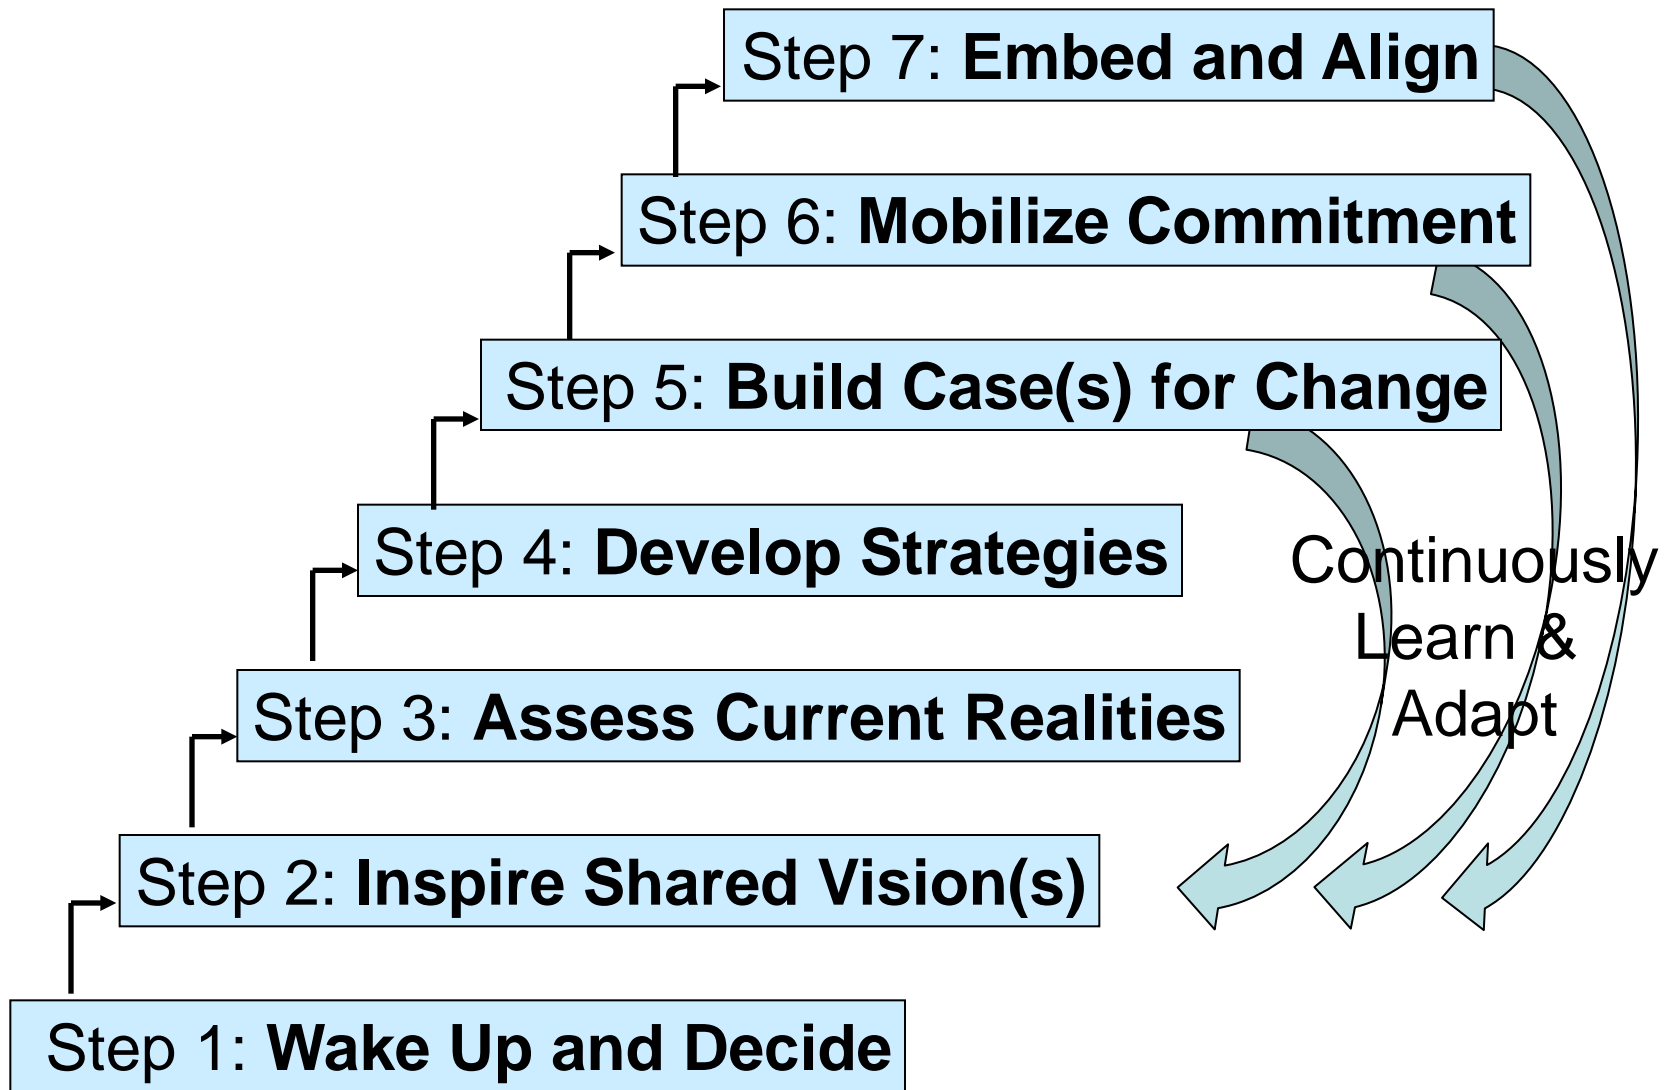 Step 7: Embed and Align
Step 6: Mobilize Commitment
Step 5: Build Case(s) for Change
Step 4: Develop Strategies
Continuously
Learn &
Adapt
Step 3: Assess Current Realities
Step 2: Inspire Shared Vision(s)
Step 1: Wake Up and Decide